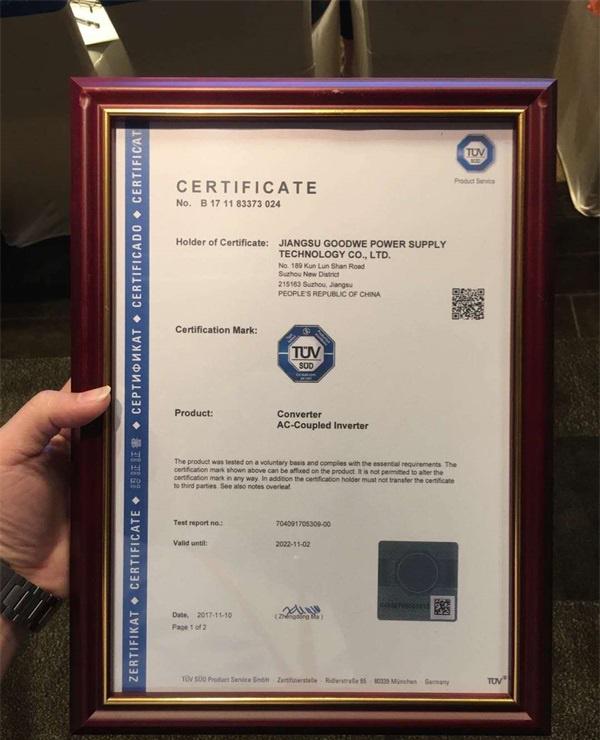 TÜV
SÜD
Product Service
CERTIFICATE
No. B 17 11 83373 024
Holder of Certificate: JIANGSU GOODWE POWER SUPPLY
TECHNOLOGY CO., LTD.
No. 189 Kun Lun Shan Road
Suzhou New District
215163 Suzhou, Jiangsu
PEOPLE'S REPUBLIC OF CHINA
Certification Mark:
TÜV
SÜD
Product: Converter
AC-Coupled Inverter
The product was tested on a voluntary basis and complies with the essential requirements. The
certification mark shown above can be affixed on the product. It is not permitted to alter the
certification mark in any way. In addition the certification holder must not transfer the certificate
to third parties. See also notes overleaf.
Test report no.: 704091705309-00
Valid until: 2022-11-02
Date, 2017-11-10
( Zhengdong Ma )
Page 1 of 2
TÜV SÜD Product Service GmbH · Zertifizierstelle · Ridlerstraße 65 · 80339 München · Germany
TÜV®
ZERTIFIKAT ◆ CERTIFICATE ◆ 認証証書 ◆ СЕРТИФИКАТ ◆ CERTIFICADO ◆ CERTIFICAT